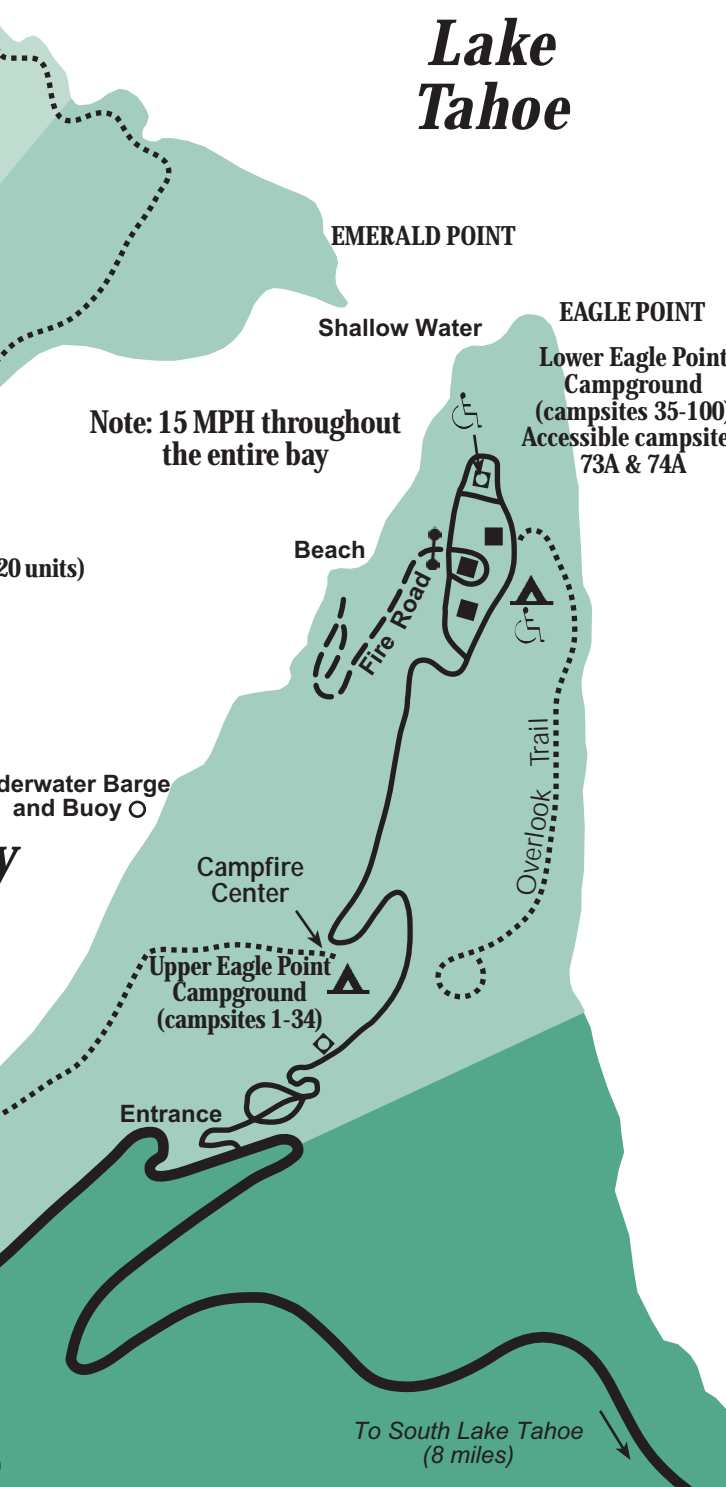 Lake
Tahoe
EMERALD POINT
EAGLE POINT
Shallow Water
Lower Eagle Point
Campground
(campsites 35-100)
Accessible campsite
73A & 74A
Note: 15 MPH throughout
the entire bay
Beach
20 units)
Fire Road
Overlook Trail
derwater Barge
and Buoy
y
Campfire
Center
Upper Eagle Point
Campground
(campsites 1-34)
Entrance
To South Lake Tahoe
(8 miles)
)